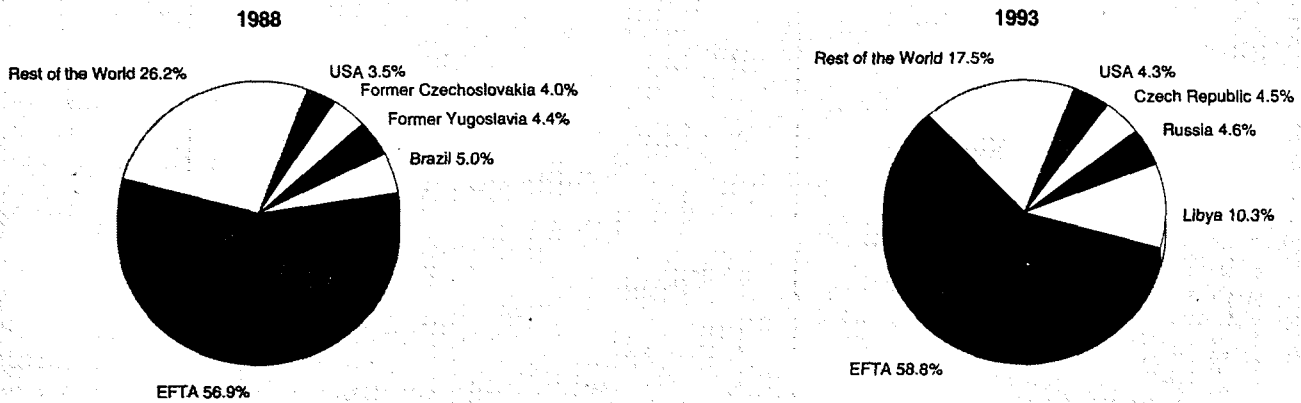 1988
Rest of the World 26.2%
USA 3.5%
Former Czechoslovakia 4.0%
Former Yugoslavia 4.4%
Brazil 5.0%
EFTA 56.9%
1993
Rest of the World 17.5%
USA 4.3%
Czech Republic 4.5%
Russia 4.6%
Libya 10.3%
EFTA 58.8%